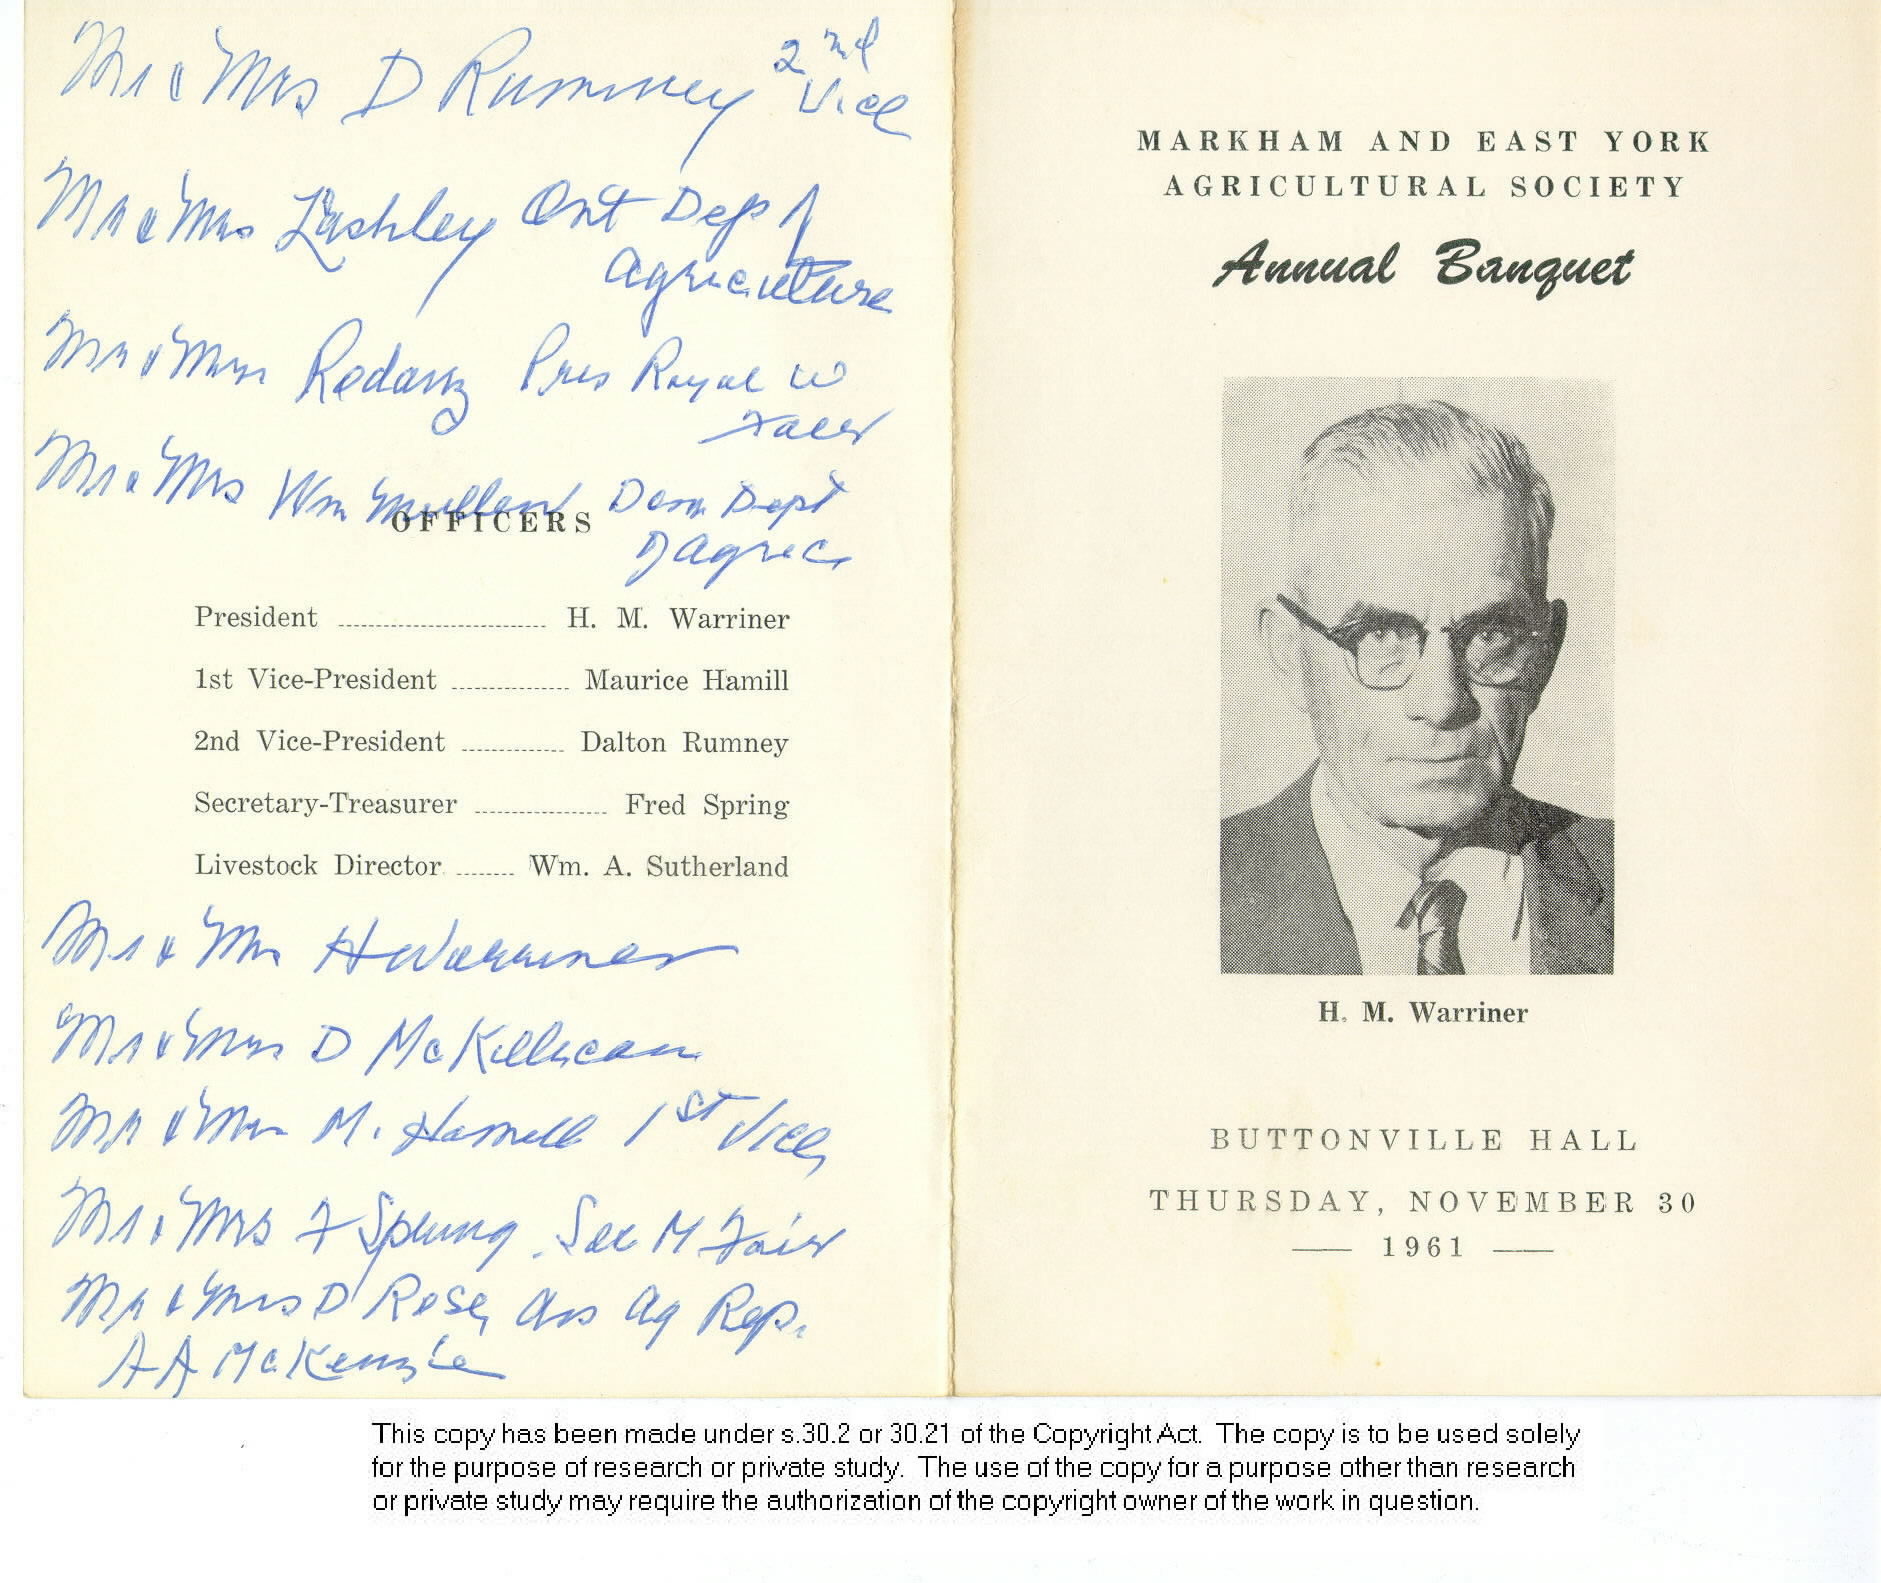 Mr & Mrs D Rumney 2nd
Vice
Mr & Mrs Lashley Ont Dep of
Agriculture
Mr & Mrs Pres Royal W
Fair
Mr & Mrs Wm Dom Dept
of Agric
OFFICERS
President H. M. Warriner
1st Vice-President Maurice Hamill
2nd Vice-President Dalton Rumney
Secretary-Treasurer Fred Spring
Livestock Director Wm. A. Sutherland
Mr & Mrs H Warriner
Mr & Mrs D McKillican
Mr & Mrs M. Hamill 1st Vice
Mr & Mrs F Spring Sec M Fair
Mr & Mrs D Rose, Ass Ag Rep.
A A McKenzie
MARKHAM AND EAST YORK
AGRICULTURAL SOCIETY
Annual Banquet
H. M. Warriner
BUTTONVILLE HALL
THURSDAY, NOVEMBER 30
— 1961 —
This copy has been made under s.30.2 or 30.21 of the Copyright Act. The copy is to be used solely
for the purpose of research or private study. The use of the copy for a purpose other than research
or private study may require the authorization of the copyright owner of the work in question.